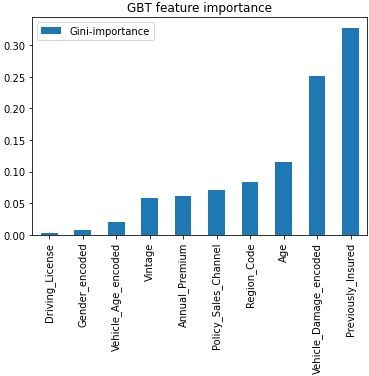 GBT feature importance
Gini-importance
0.30
0.25
0.20
0.15
0.10
0.05
0.00
Driving_License
Gender_encoded
Vehicle_Age_encoded
Vintage
Annual_Premium
Policy_Sales_Channel
Region_Code
Age
Vehicle_Damage_encoded
Previously_Insured